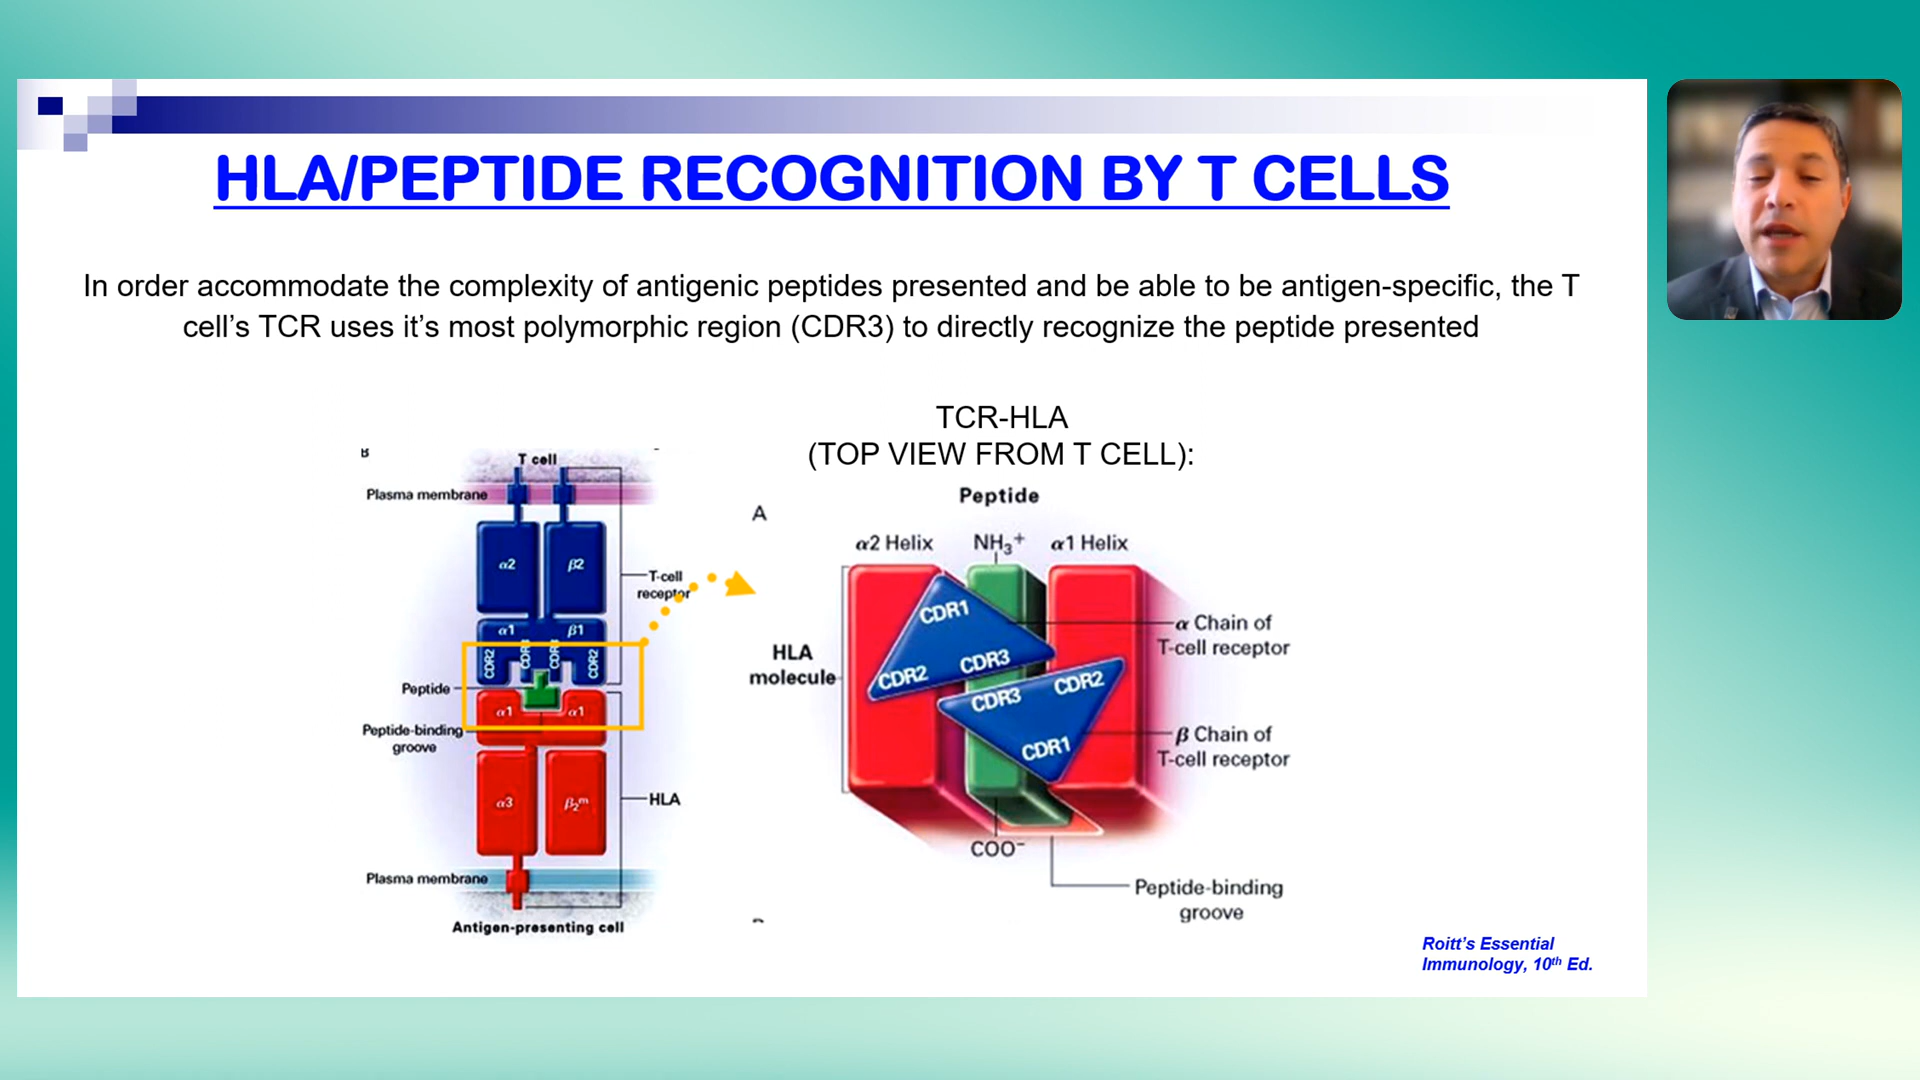 HLA/PEPTIDE RECOGNITION BY T CELLS
In order accommodate the complexity of antigenic peptides presented and be able to be antigen-specific, the T
cell’s TCR uses it’s most polymorphic region (CDR3) to directly recognize the peptide presented
TCR-HLA
(TOP VIEW FROM T CELL):
B
T cell
Plasma membrane
α2
β2
T-cell
receptor
α1
β1
CDR2
CDR
CDR
CDR2
Peptide
α1
α1
Peptide-binding
groove
α3
β2m
HLA
Plasma membrane
Antigen-presenting cell
A
Peptide
α2 Helix
NH3+
α1 Helix
CDR1
CDR2
CDR3
α Chain of
T-cell receptor
HLA
molecule
CDR3
CDR2
CDR1
β Chain of
T-cell receptor
COO−
Peptide-binding
groove
Roitt’s Essential
Immunology, 10th Ed.